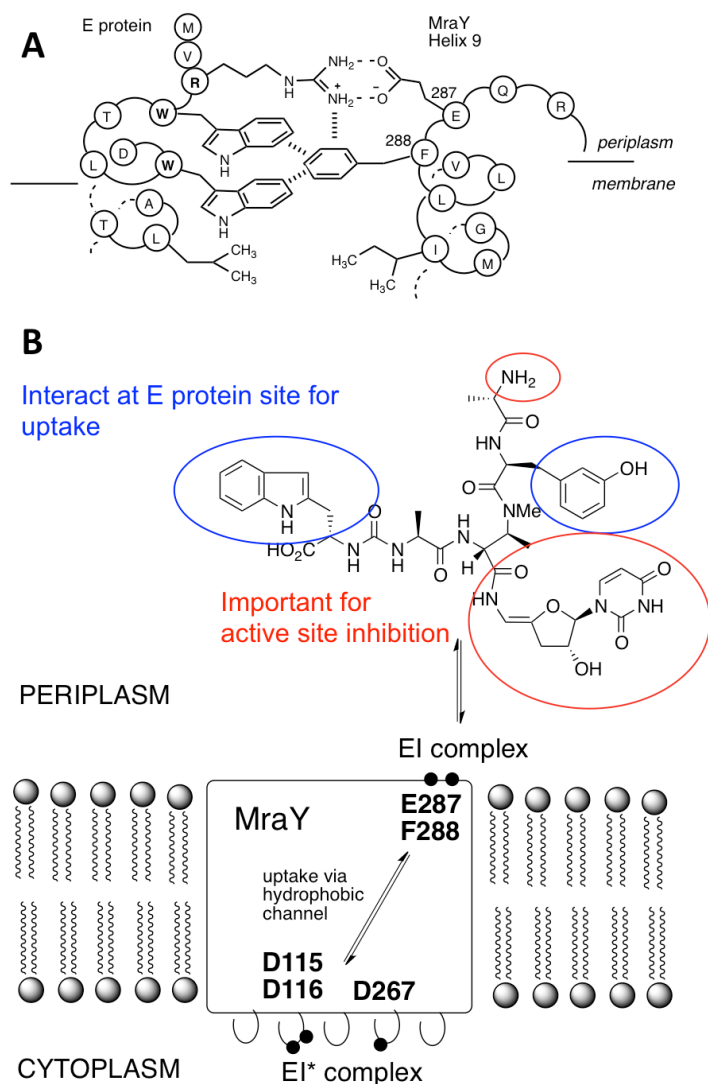 A
E protein
MraY
Helix 9
M
V
R
W
T
L
D
W
T
A
L
NH
NH2
+
NH2
O
O
−
287
288
E
Q
R
F
V
L
L
I
G
M
N
H
N
H
CH3
CH3
H3C
H3C
periplasm
membrane
B
Interact at E protein site for
uptake
NH2
O
NH
OH
O
NMe
N
H
HO2C
O
N
H
N
H
O
HN
H
O
HN
O
OH
N
NH
O
O
Important for
active site inhibition
PERIPLASM
EI complex
MraY
E287
F288
uptake via
hydrophobic
channel
D115
D116
D267
CYTOPLASM
EI* complex